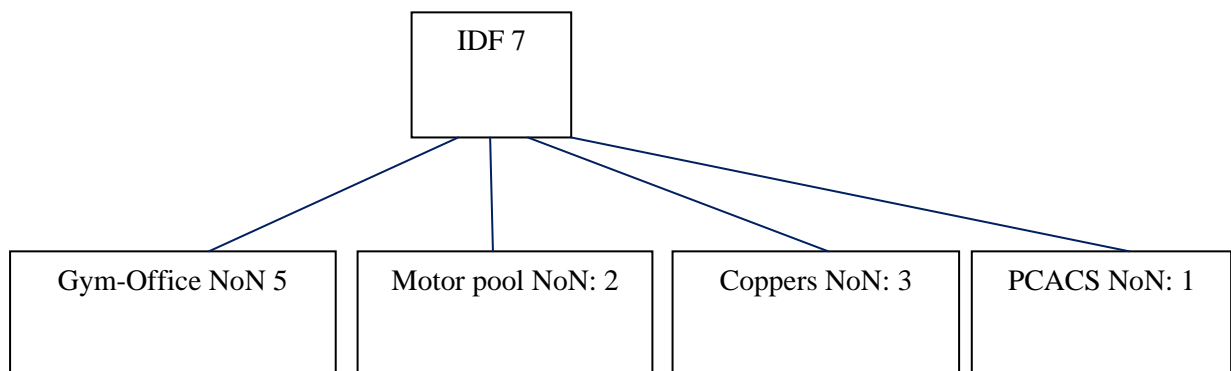 IDF 7
Gym-Office NoN 5
Motor pool NoN: 2
Coppers NoN: 3
PCACS NoN: 1